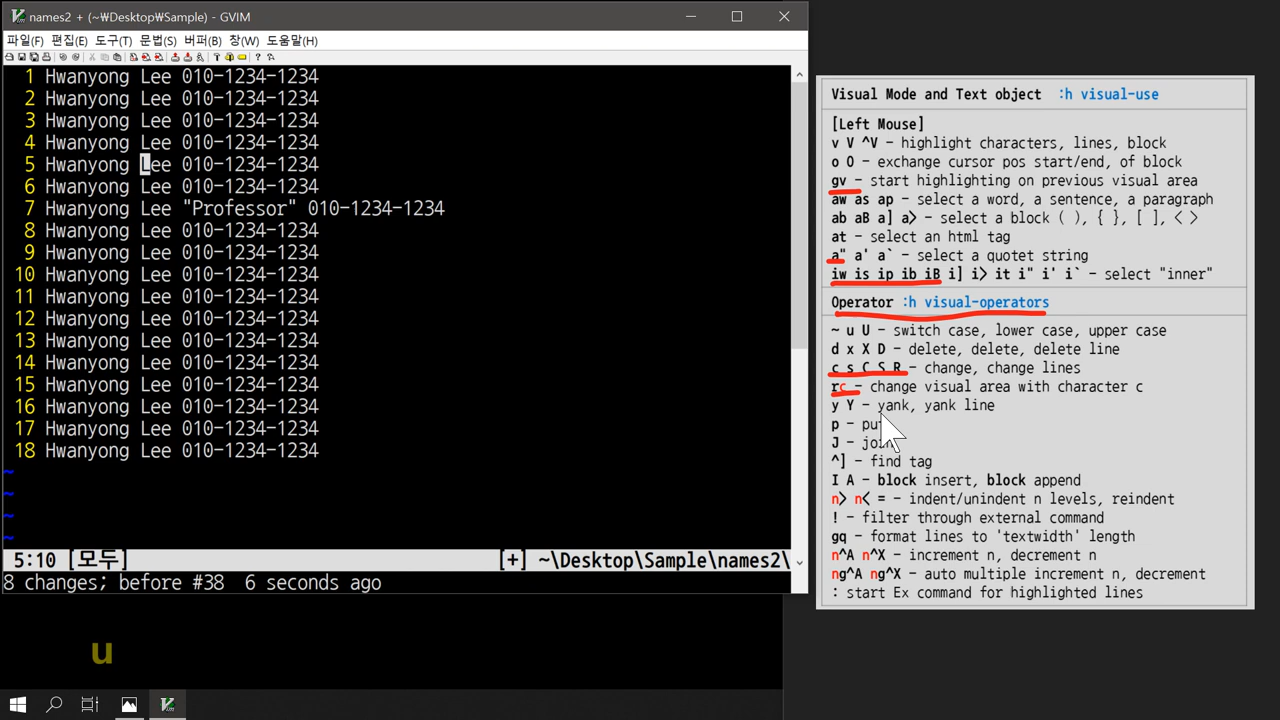 names2 + (~₩Desktop₩Sample) - GVIM
파일(F) 편집(E) 도구(T) 문법(S) 버퍼(B) 창(W) 도움말(H)
1 Hwanyong Lee 010-1234-1234
2 Hwanyong Lee 010-1234-1234
3 Hwanyong Lee 010-1234-1234
4 Hwanyong Lee 010-1234-1234
5 Hwanyong Lee 010-1234-1234
6 Hwanyong Lee 010-1234-1234
7 Hwanyong Lee "Professor" 010-1234-1234
8 Hwanyong Lee 010-1234-1234
9 Hwanyong Lee 010-1234-1234
10 Hwanyong Lee 010-1234-1234
11 Hwanyong Lee 010-1234-1234
12 Hwanyong Lee 010-1234-1234
13 Hwanyong Lee 010-1234-1234
14 Hwanyong Lee 010-1234-1234
15 Hwanyong Lee 010-1234-1234
16 Hwanyong Lee 010-1234-1234
17 Hwanyong Lee 010-1234-1234
18 Hwanyong Lee 010-1234-1234
~
~
~
~
5:10 [모두] [+] ~\Desktop\Sample\names2\
8 changes; before #38 6 seconds ago
u
Visual Mode and Text object :h visual-use
[Left Mouse]
v V ^V - highlight characters, lines, block
o O - exchange cursor pos start/end, of block
gv - start highlighting on previous visual area
aw as ap - select a word, a sentence, a paragraph
ab aB a] a> - select a block ( ), { }, [ ], < >
at - select an html tag
a" a' a` - select a quotet string
iw is ip ib iB i] i> it i" i' i` - select "inner"
Operator :h visual-operators
~ u U - switch case, lower case, upper case
d x X D - delete, delete, delete line
c s C S R - change, change lines
rc - change visual area with character c
y Y - yank, yank line
p - pu
J - join
^] - find tag
I A - block insert, block append
n> n< = - indent/unindent n levels, reindent
! - filter through external command
gq - format lines to 'textwidth' length
n^A n^X - increment n, decrement n
ng^A ng^X - auto multiple increment n, decrement
: start Ex command for highlighted lines